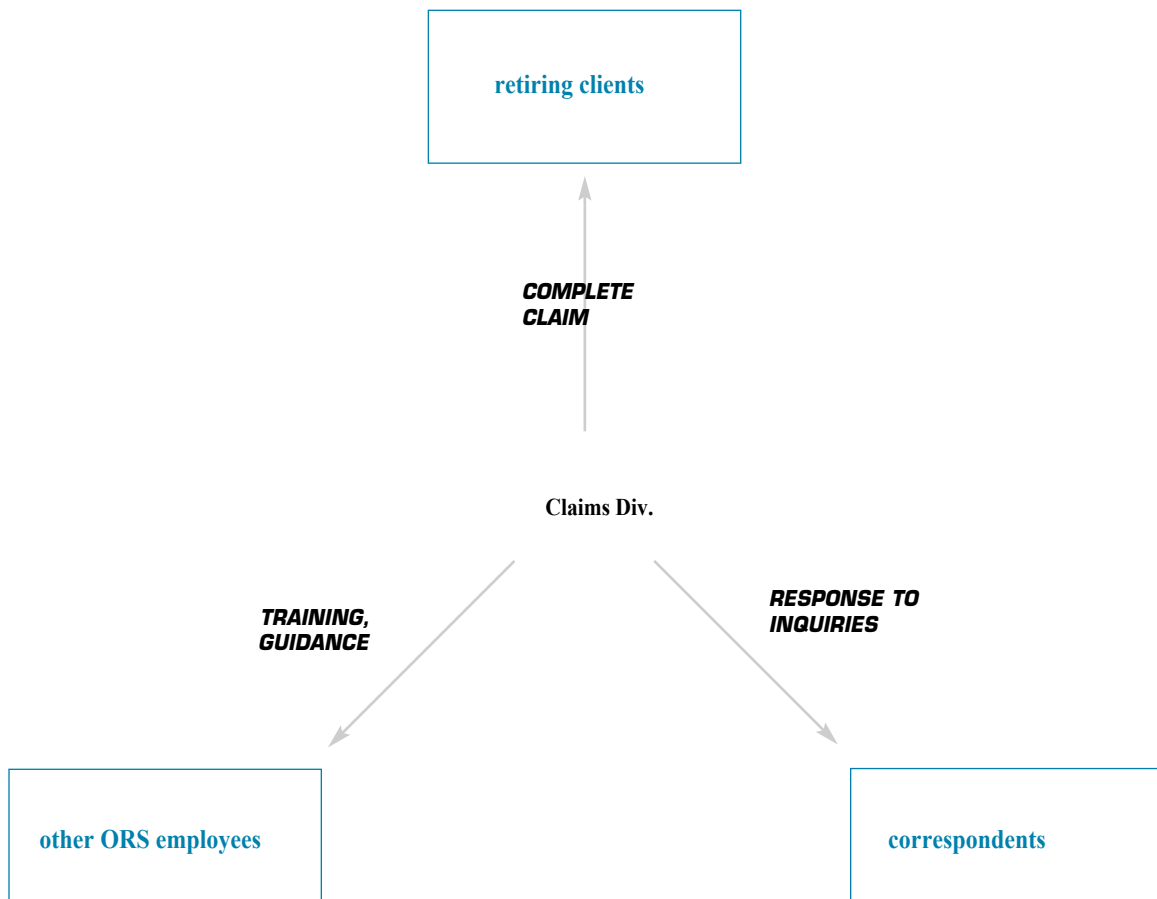 retiring clients
COMPLETE
CLAIM
Claims Div.
TRAINING,
GUIDANCE
RESPONSE TO
INQUIRIES
other ORS employees
correspondents